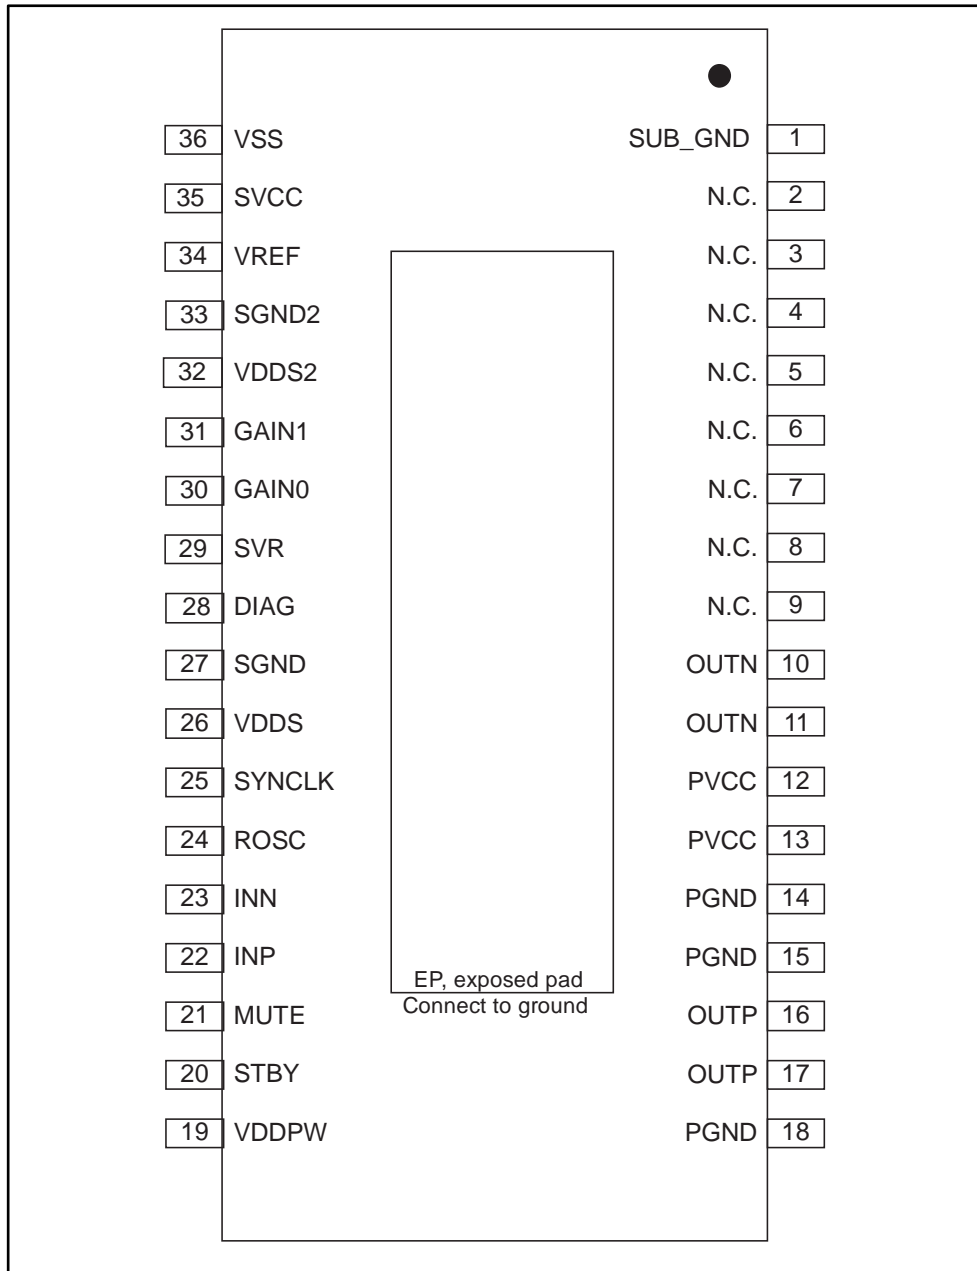 36 VSS SUB_GND 1
35 SVCC N.C. 2
34 VREF N.C. 3
33 SGND2 N.C. 4
32 VDDS2 N.C. 5
31 GAIN1 N.C. 6
30 GAIN0 N.C. 7
29 SVR N.C. 8
28 DIAG N.C. 9
27 SGND OUTN 10
26 VDDS OUTN 11
25 SYNCLK PVCC 12
24 ROSC PVCC 13
23 INN PGND 14
22 INP PGND 15
EP, exposed pad
Connect to ground
21 MUTE OUTP 16
20 STBY OUTP 17
19 VDDPW PGND 18